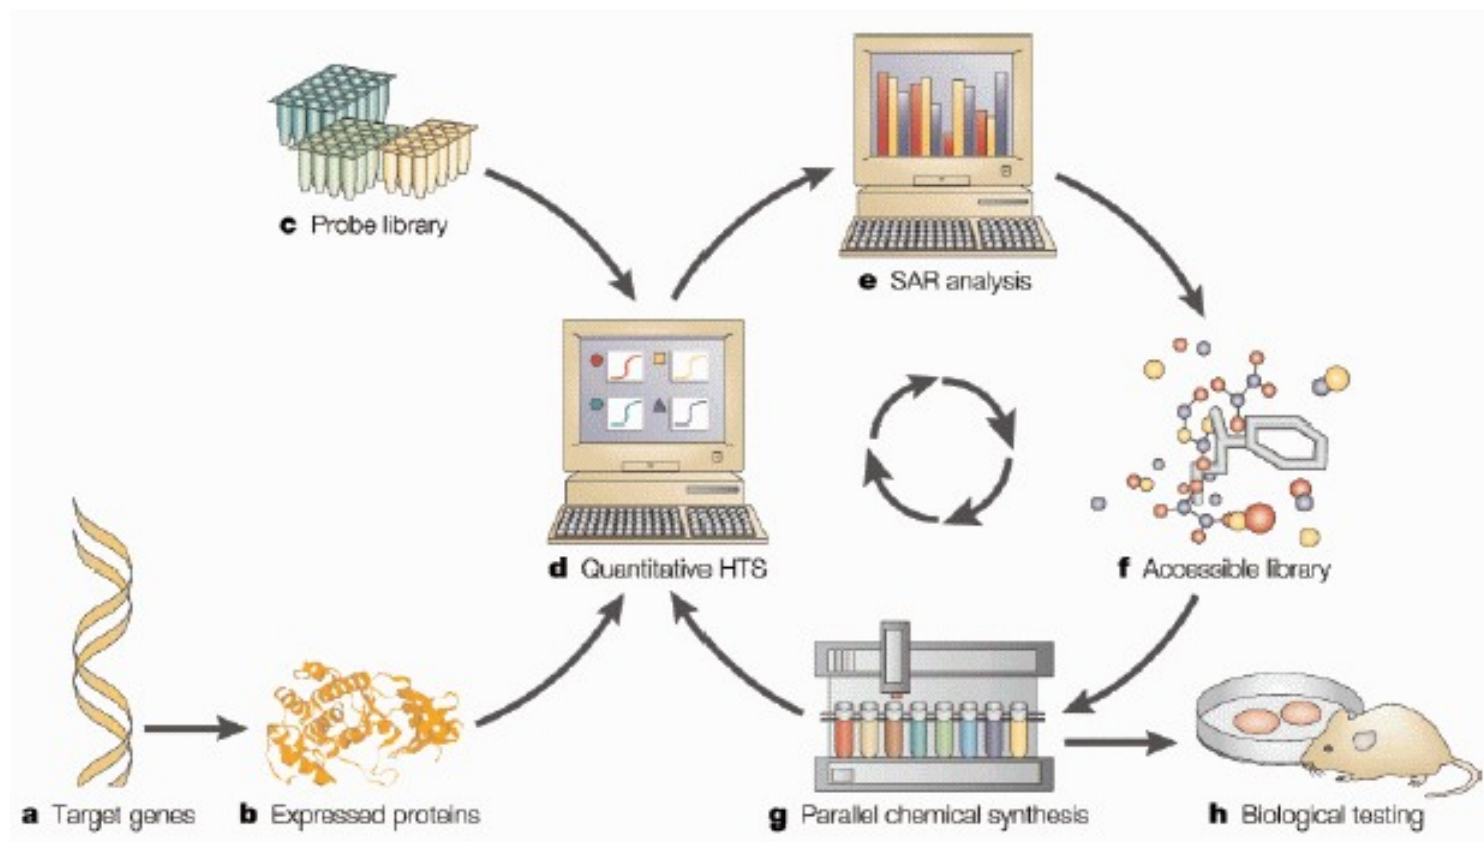 c Probe library
e SAR analysis
d Quantitative HTS
f Accessible library
a Target genes
b Expressed proteins
g Parallel chemical synthesis
h Biological testing